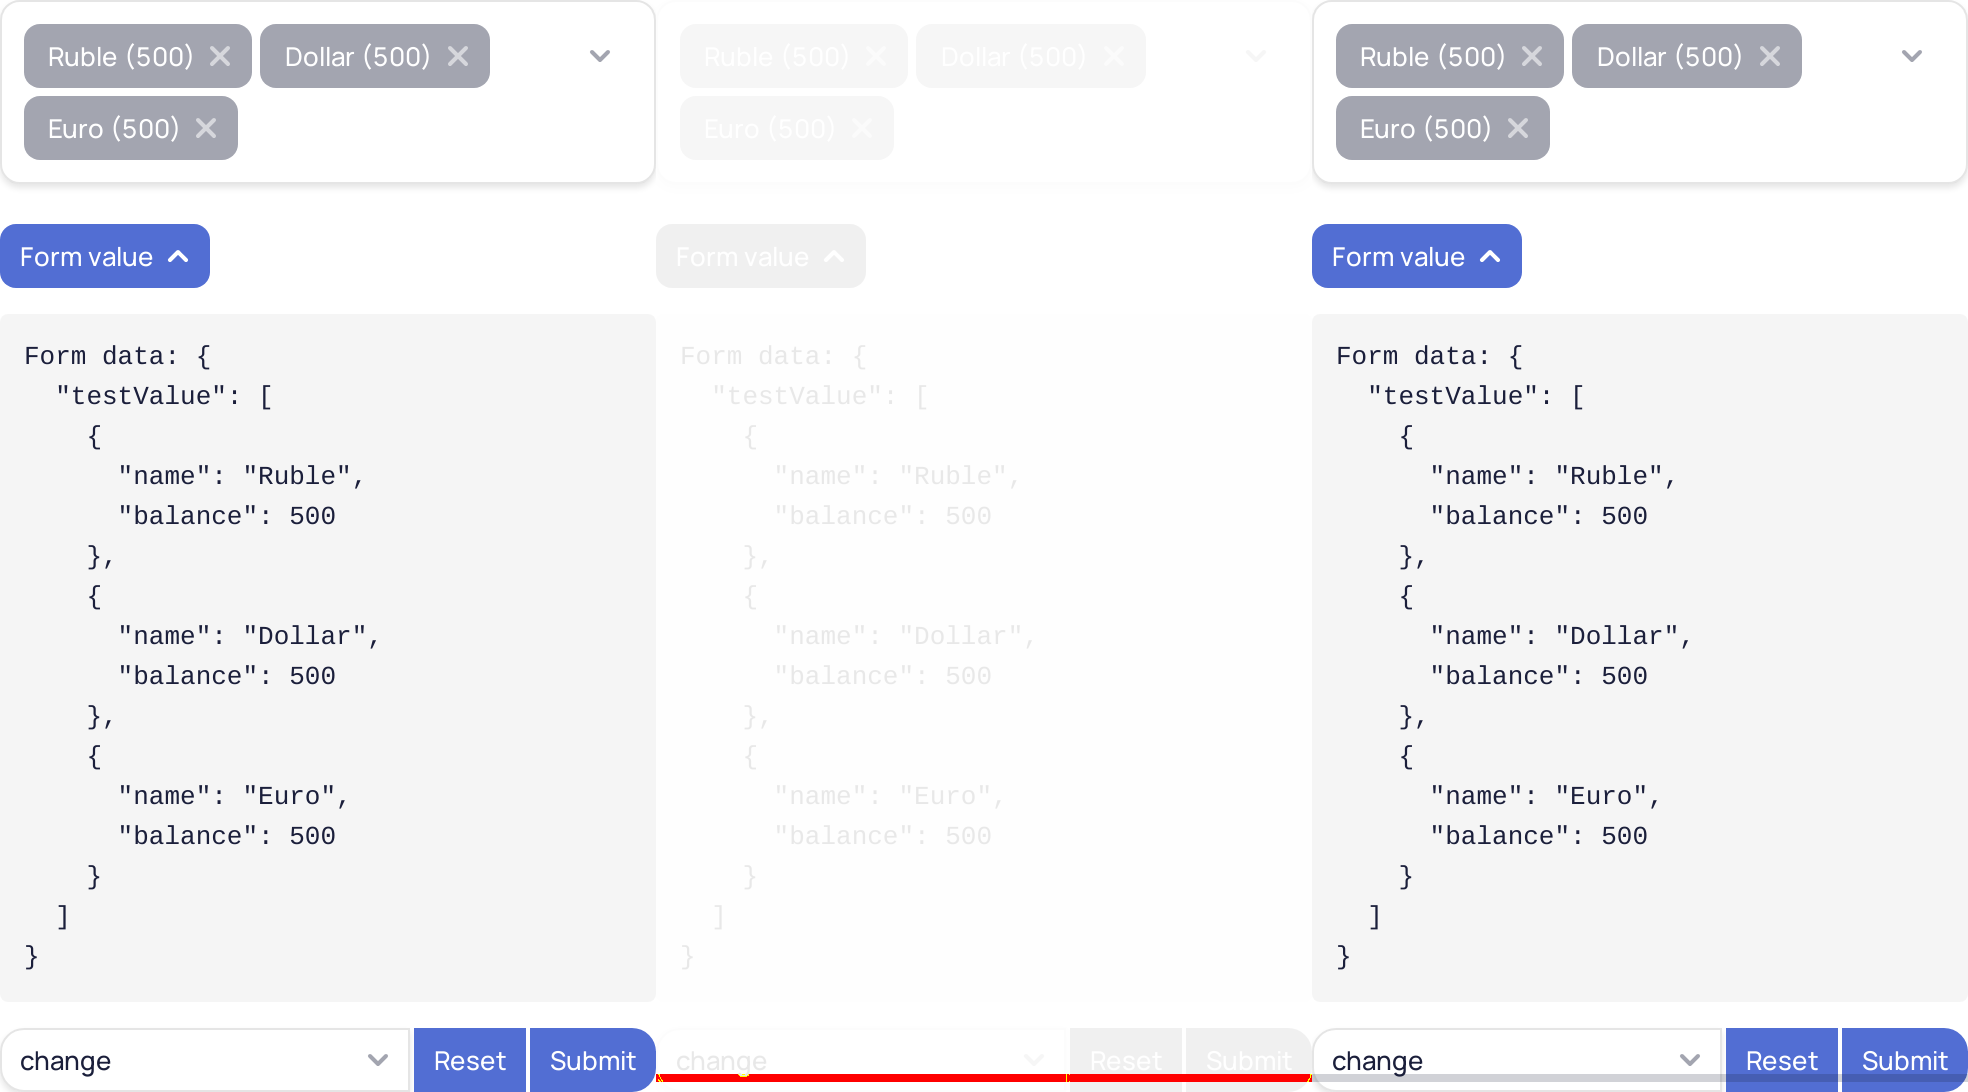 Ruble (500) Dollar (500)
Euro (500)
Form value
Form data: {
  "testValue": [
    {
      "name": "Ruble",
      "balance": 500
    },
    {
      "name": "Dollar",
      "balance": 500
    },
    {
      "name": "Euro",
      "balance": 500
    }
  ]
}
change Reset Submit
Ruble (500) Dollar (500)
Euro (500)
Form value
Form data: {
  "testValue": [
    {
      "name": "Ruble",
      "balance": 500
    },
    {
      "name": "Dollar",
      "balance": 500
    },
    {
      "name": "Euro",
      "balance": 500
    }
  ]
}
change Reset Submit
Ruble (500) Dollar (500)
Euro (500)
Form value
Form data: {
  "testValue": [
    {
      "name": "Ruble",
      "balance": 500
    },
    {
      "name": "Dollar",
      "balance": 500
    },
    {
      "name": "Euro",
      "balance": 500
    }
  ]
}
change Reset Submit